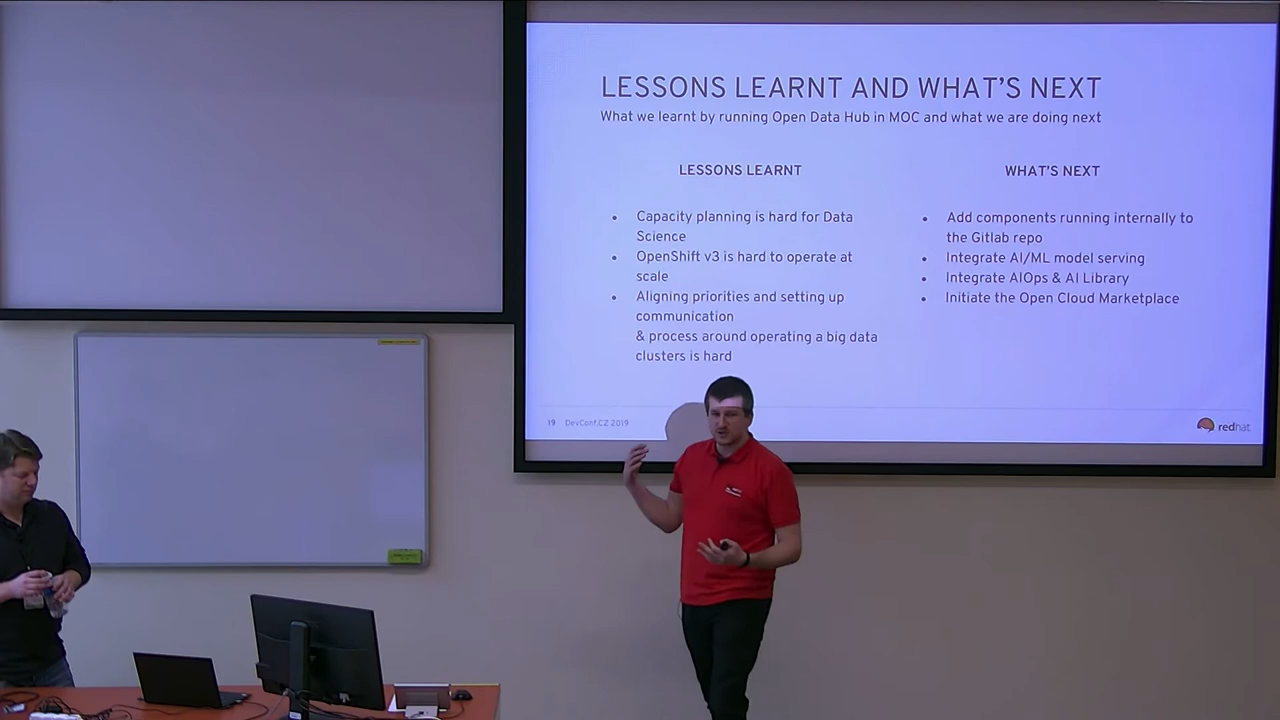 LESSONS LEARNT AND WHAT'S NEXT
What we learnt by running Open Data Hub in MOC and what we are doing next
LESSONS LEARNT
• Capacity planning is hard for Data
Science
• OpenShift v3 is hard to operate at
scale
• Aligning priorities and setting up
communication
& process around operating a big data
clusters is hard
WHAT'S NEXT
• Add components running internally to
the Gitlab repo
• Integrate AI/ML model serving
• Integrate AIOps & AI Library
• Initiate the Open Cloud Marketplace
19 DevConf.CZ 2019
redhat